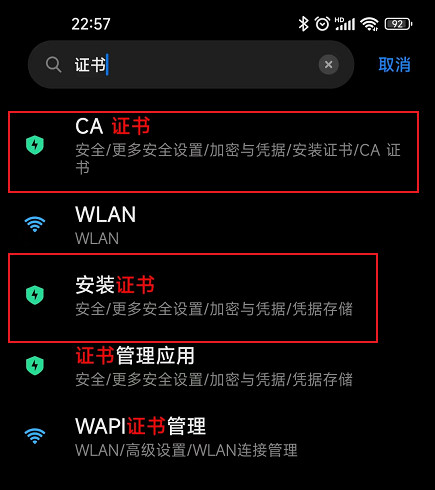 22:57 HD 92
证书 取消
CA 证书
安全/更多安全设置/加密与凭据/安装证书/CA 证
书
WLAN
WLAN
安装证书
安全/更多安全设置/加密与凭据/凭据存储
证书管理应用
安全/更多安全设置/加密与凭据/凭据存储
WAPI证书管理
WLAN/高级设置/WLAN连接管理